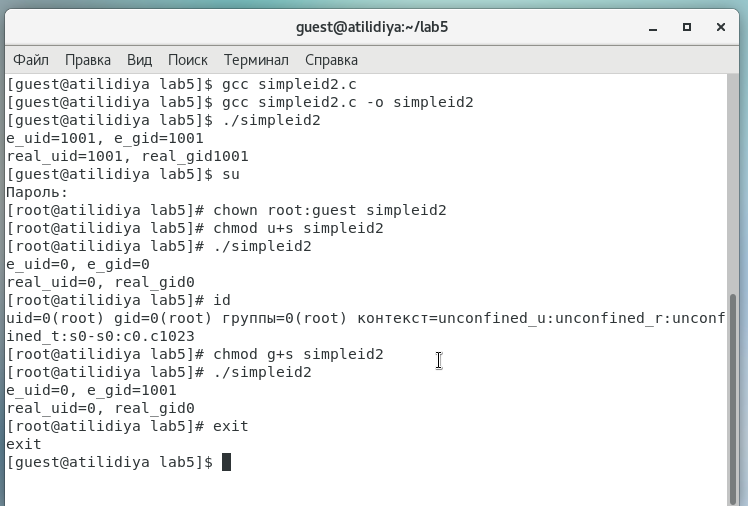 guest@atilidiya:~/lab5
Файл Правка Вид Поиск Терминал Справка
[guest@atilidiya lab5]$ gcc simpleid2.c
[guest@atilidiya lab5]$ gcc simpleid2.c -o simpleid2
[guest@atilidiya lab5]$ ./simpleid2
e_uid=1001, e_gid=1001
real_uid=1001, real_gid1001
[guest@atilidiya lab5]$ su
Пароль:
[root@atilidiya lab5]# chown root:guest simpleid2
[root@atilidiya lab5]# chmod u+s simpleid2
[root@atilidiya lab5]# ./simpleid2
e_uid=0, e_gid=0
real_uid=0, real_gid0
[root@atilidiya lab5]# id
uid=0(root) gid=0(root) группы=0(root) контекст=unconfined_u:unconfined_r:unconf
ined_t:s0-s0:c0.c1023
[root@atilidiya lab5]# chmod g+s simpleid2
[root@atilidiya lab5]# ./simpleid2
e_uid=0, e_gid=1001
real_uid=0, real_gid0
[root@atilidiya lab5]# exit
exit
[guest@atilidiya lab5]$